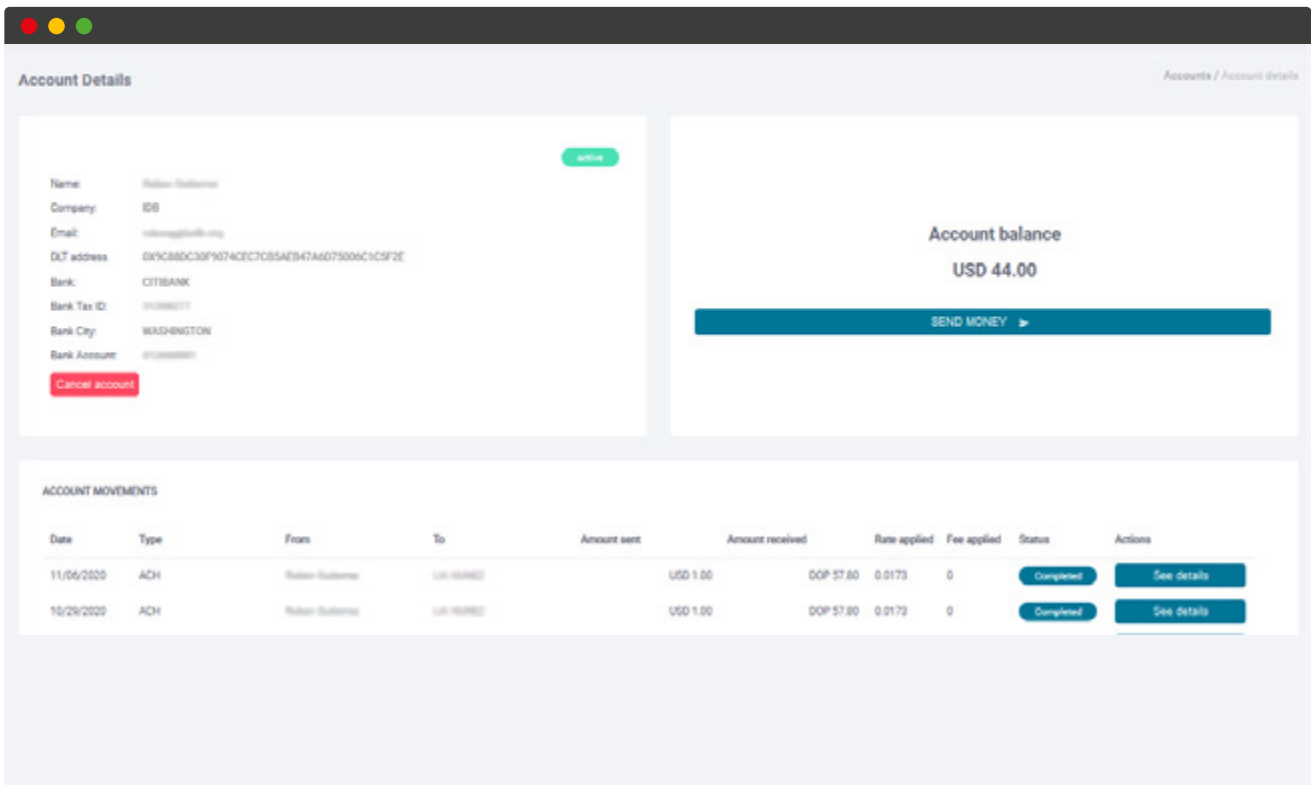 Account Details
Accounts / Account details
active
Name:
Company: IDB
Email:
DLT address
Bank: CITIBANK
Bank Tax ID:
Bank City: WASHINGTON
Bank Account:
Cancel account
Account balance
USD 44.00
SEND MONEY
ACCOUNT MOVEMENTS
Date Type From To Amount sent Amount received Rate applied Fee applied Status Actions
11/06/2020 ACH USD 1.00 DOP 57.80 0.0173 0 Completed See details
10/29/2020 ACH USD 1.00 DOP 57.80 0.0173 0 Completed See details